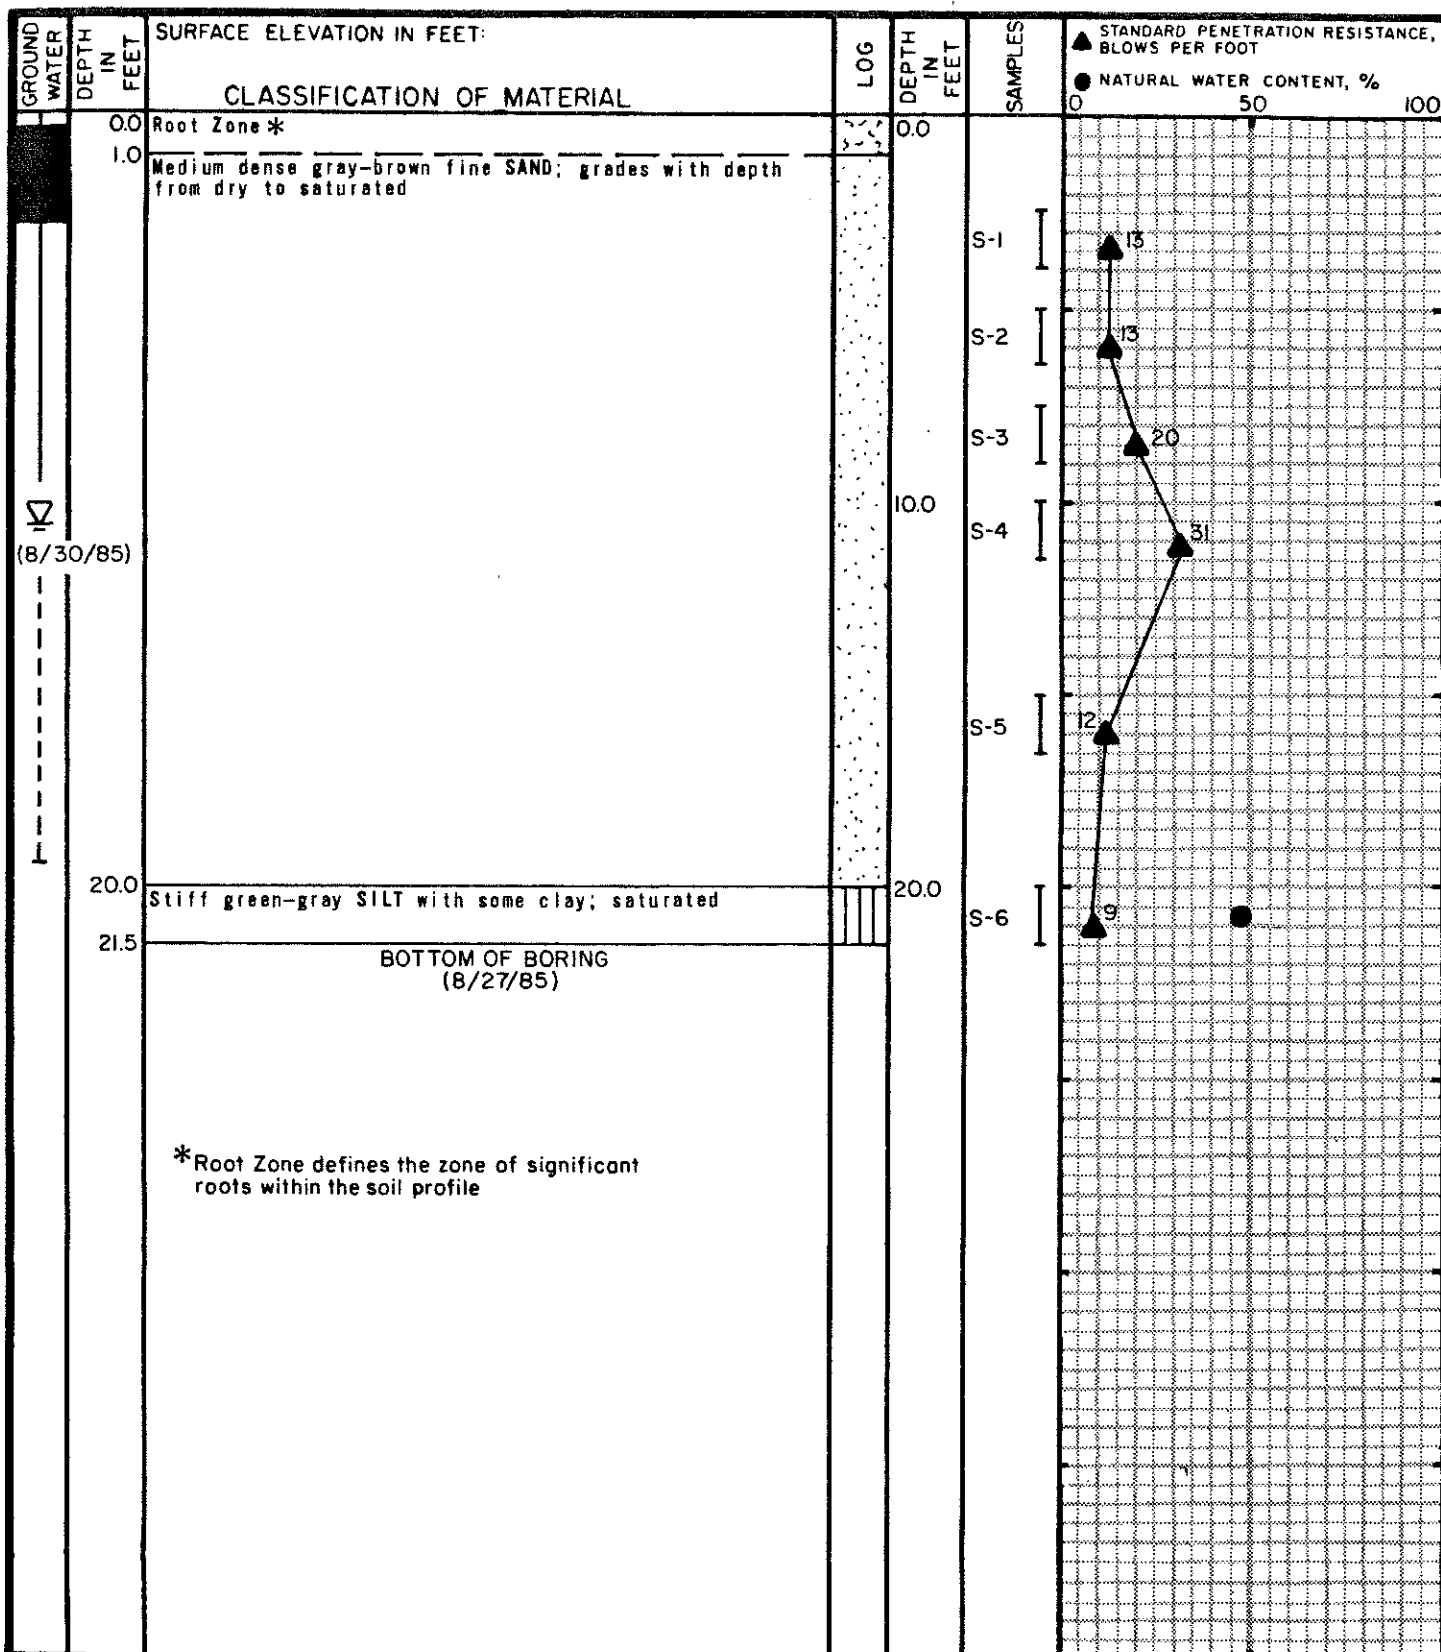 GROUND
WATER
DEPTH
IN
FEET
SURFACE ELEVATION IN FEET:
CLASSIFICATION OF MATERIAL
LOG
DEPTH
IN
FEET
SAMPLES
STANDARD PENETRATION RESISTANCE,
BLOWS PER FOOT
NATURAL WATER CONTENT, %
0 50 100
0.0 Root Zone * 0.0
1.0
Medium dense gray-brown fine SAND; grades with depth
from dry to saturated
S-1 13
S-2 13
S-3 20
10.0
S-4 31
(8/30/85)
S-5 12
20.0 20.0
Stiff green-gray SILT with some clay; saturated
S-6 9
21.5
BOTTOM OF BORING
(8/27/85)
*Root Zone defines the zone of significant
roots within the soil profile